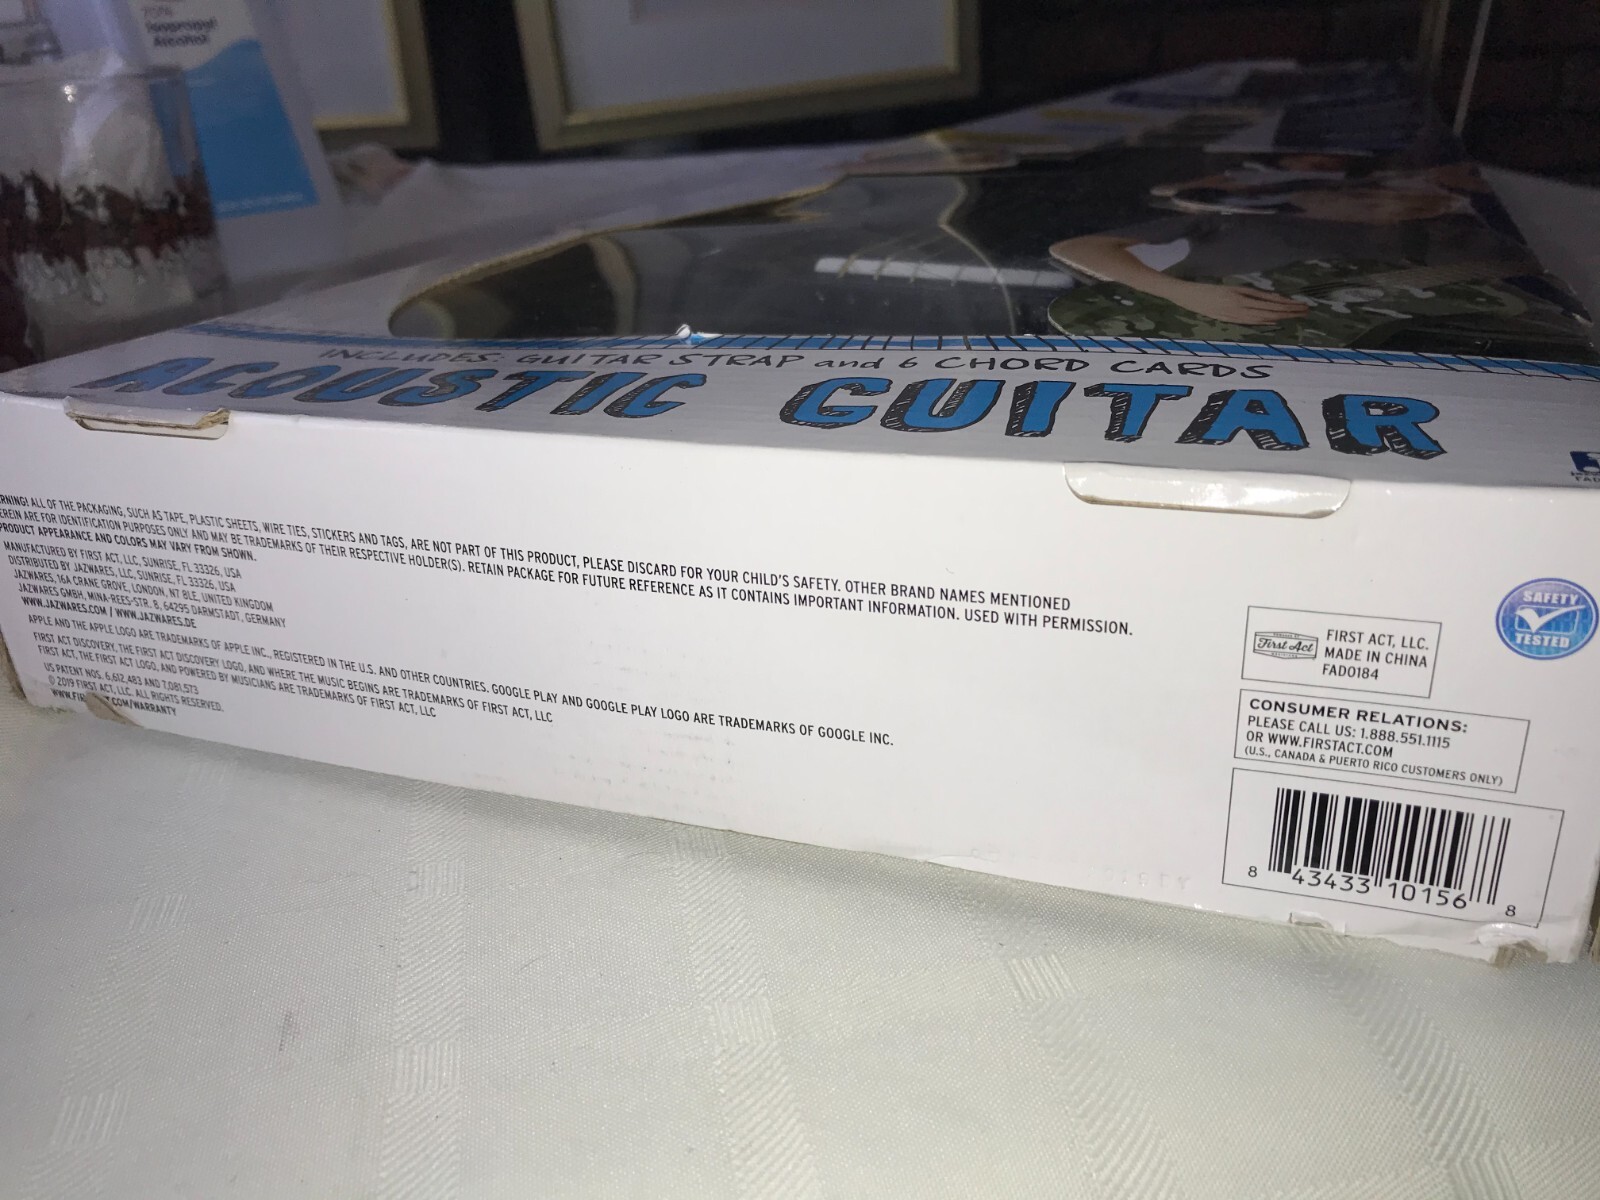 70%
Isopropyl
Alcohol
INCLUDES: GUITAR STRAP and 6 CHORD CARDS
ACOUSTIC GUITAR
ALL OF THE PACKAGING, SUCH AS TAPE, PLASTIC SHEETS, WIRE TIES, STICKERS AND TAGS, ARE NOT PART OF THIS PRODUCT, PLEASE DISCARD FOR YOUR CHILD'S SAFETY. OTHER BRAND NAMES MENTIONED
ARE FOR IDENTIFICATION PURPOSES ONLY AND MAY BE TRADEMARKS OF THEIR RESPECTIVE HOLDER(S). RETAIN PACKAGE FOR FUTURE REFERENCE AS IT CONTAINS IMPORTANT INFORMATION. USED WITH PERMISSION.
PRODUCT APPEARANCE AND COLORS MAY VARY FROM SHOWN.
MANUFACTURED BY FIRST ACT, LLC, SUNRISE, FL 33326, USA
DISTRIBUTED BY JAZWARES, LLC, SUNRISE, FL 33326, USA
JAZWARES, 16A CRANE GROVE, LONDON, N7 8LE, UNITED KINGDOM
JAZWARES GMBH, MINA-REES-STR. 8, 64295 DARMSTADT, GERMANY
WWW.JAZWARES.COM / WWW.JAZWARES.DE
APPLE AND THE APPLE LOGO ARE TRADEMARKS OF APPLE INC., REGISTERED IN THE U.S. AND OTHER COUNTRIES. GOOGLE PLAY AND GOOGLE PLAY LOGO ARE TRADEMARKS OF GOOGLE INC.
FIRST ACT DISCOVERY, THE FIRST ACT DISCOVERY LOGO, AND WHERE THE MUSIC BEGINS ARE TRADEMARKS OF FIRST ACT, LLC
FIRST ACT, THE FIRST ACT LOGO, AND POWERED BY MUSICIANS ARE TRADEMARKS OF FIRST ACT, LLC
US PATENT NOS. 6,612,483 AND 7,081,573
© 2019 FIRST ACT, LLC. ALL RIGHTS RESERVED.
.COM/WARRANTY
First Act
FIRST ACT, LLC.
MADE IN CHINA
FAD0184
SAFETY
TESTED
CONSUMER RELATIONS:
PLEASE CALL US: 1.888.551.1115
OR WWW.FIRSTACT.COM
(U.S., CANADA & PUERTO RICO CUSTOMERS ONLY)
8 43433 10156 8